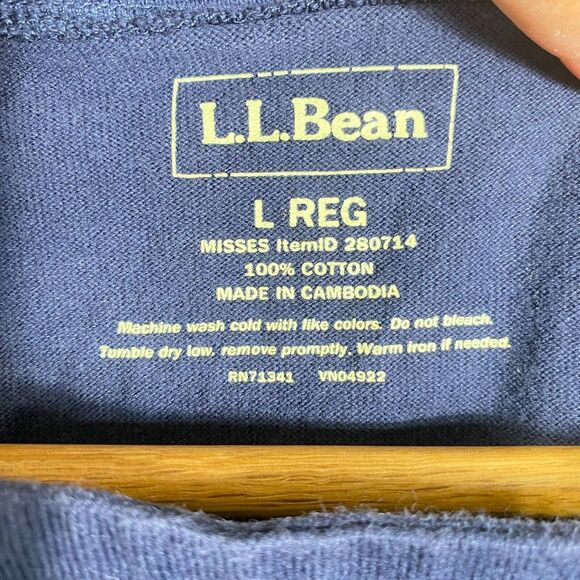 L.L.Bean
L REG
MISSES ItemID 280714
100% COTTON
MADE IN CAMBODIA
Machine wash cold with like colors. Do not bleach.
Tumble dry low, remove promptly. Warm iron if needed.
RN71341 VN04922